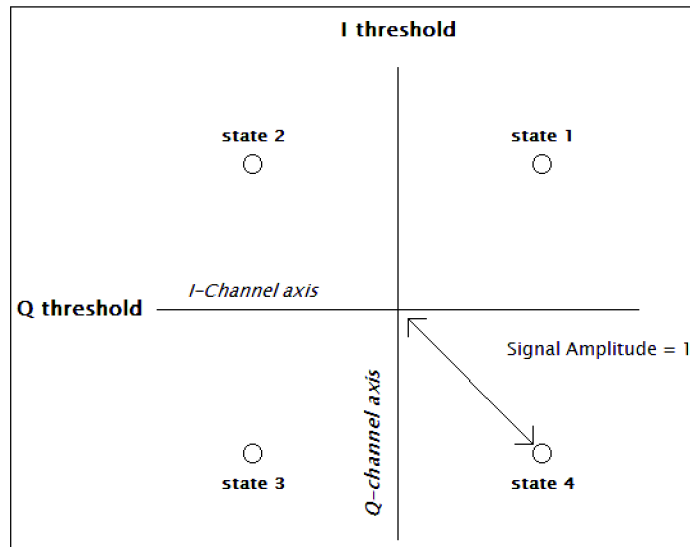 I threshold
state 2
state 1
I-Channel axis
Q threshold
Signal Amplitude = 1
Q-channel axis
state 3
state 4